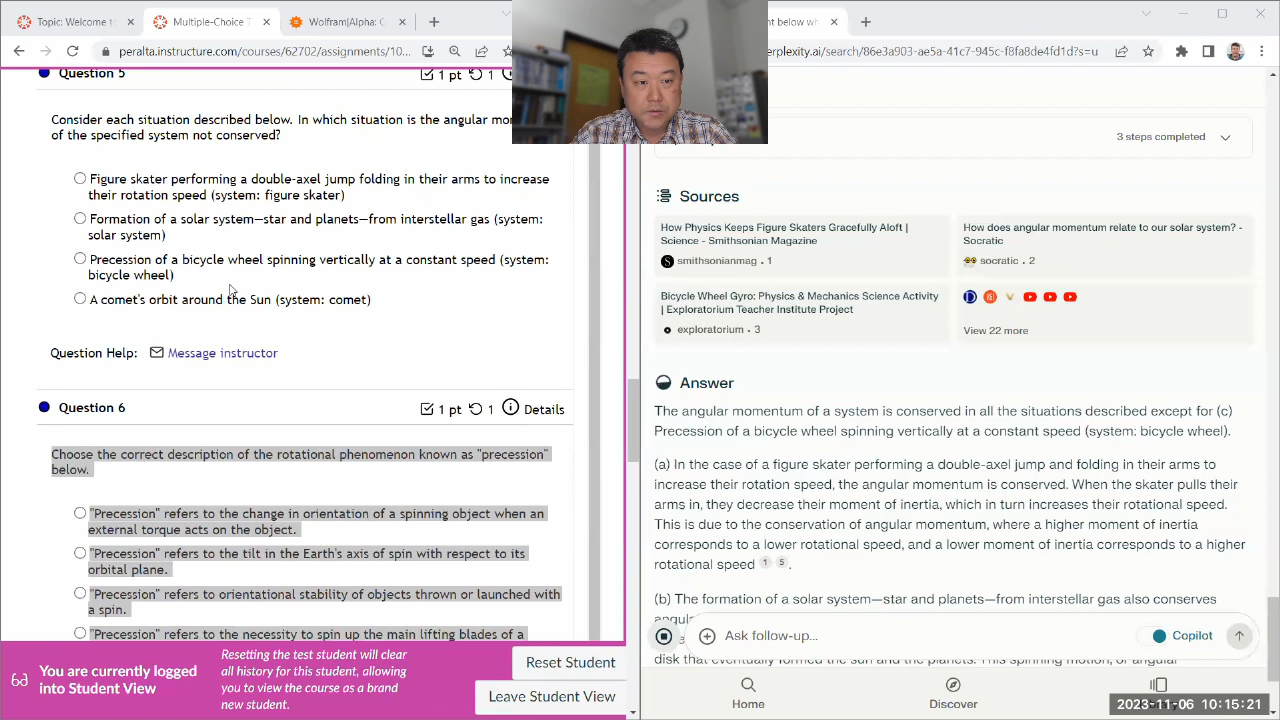 Topic: Welcome to
Multiple-Choice T
Wolfram|Alpha: C
nt below wh
peralta.instructure.com/courses/62702/assignments/10...
erplexity.ai/search/86e3a903-ae5a-41c7-945c-f8fa8de4fd1d?s=u
Question 5
1 pt 1
Consider each situation described below. In which situation is the angular mo
of the specified system not conserved?
Figure skater performing a double-axel jump folding in their arms to increase
their rotation speed (system: figure skater)
Formation of a solar system—star and planets—from interstellar gas (system:
solar system)
Precession of a bicycle wheel spinning vertically at a constant speed (system:
bicycle wheel)
A comet's orbit around the Sun (system: comet)
Question Help: Message instructor
Question 6
1 pt 1 Details
Choose the correct description of the rotational phenomenon known as "precession"
below.
"Precession" refers to the change in orientation of a spinning object when an
external torque acts on the object.
"Precession" refers to the tilt in the Earth's axis of spin with respect to its
orbital plane.
"Precession" refers to orientational stability of objects thrown or launched with
a spin.
"Precession" refers to the necessity to spin up the main lifting blades of a
You are currently logged
into Student View
Resetting the test student will clear
all history for this student, allowing
you to view the course as a brand
new student.
Reset Student
Leave Student View
3 steps completed
Sources
How Physics Keeps Figure Skaters Gracefully Aloft |
Science - Smithsonian Magazine
smithsonianmag • 1
How does angular momentum relate to our solar system? -
Socratic
socratic • 2
Bicycle Wheel Gyro: Physics & Mechanics Science Activity
| Exploratorium Teacher Institute Project
exploratorium • 3
View 22 more
Answer
The angular momentum of a system is conserved in all the situations described except for (c)
Precession of a bicycle wheel spinning vertically at a constant speed (system: bicycle wheel).
(a) In the case of a figure skater performing a double-axel jump and folding in their arms to
increase their rotation speed, the angular momentum is conserved. When the skater pulls their
arms in, they decrease their moment of inertia, which in turn increases their rotational speed.
This is due to the conservation of angular momentum, where a higher moment of inertia
corresponds to a lower rotational speed, and a lower moment of inertia corresponds to a higher
rotational speed 1 5 .
(b) The formation of a solar system—star and planets—from interstellar gas also conserves
angu
Ask follow-up...
Copilot
disk that eventually formed the sun and the planets. This spinning motion, or angular
Home
Discover
2023-11-06 10:15:21